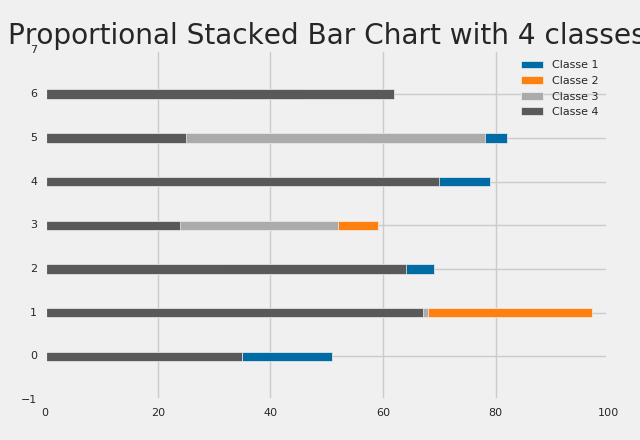 Proportional Stacked Bar Chart with 4 classes
7
Classe 1
Classe 2
6
Classe 3
Classe 4
5
4
3
2
1
0
−1
0 20 40 60 80 100